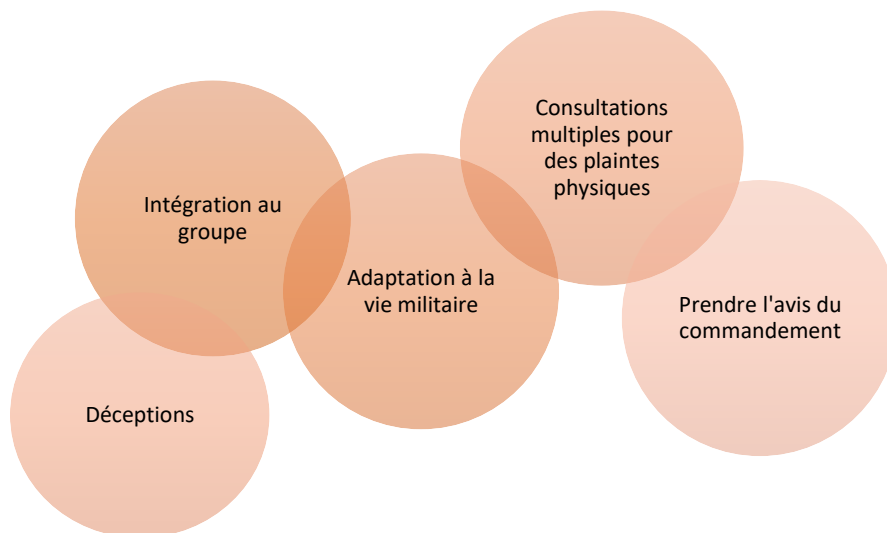 Déceptions
Intégration au
groupe
Adaptation à la
vie militaire
Consultations
multiples pour
des plaintes
physiques
Prendre l'avis du
commandement